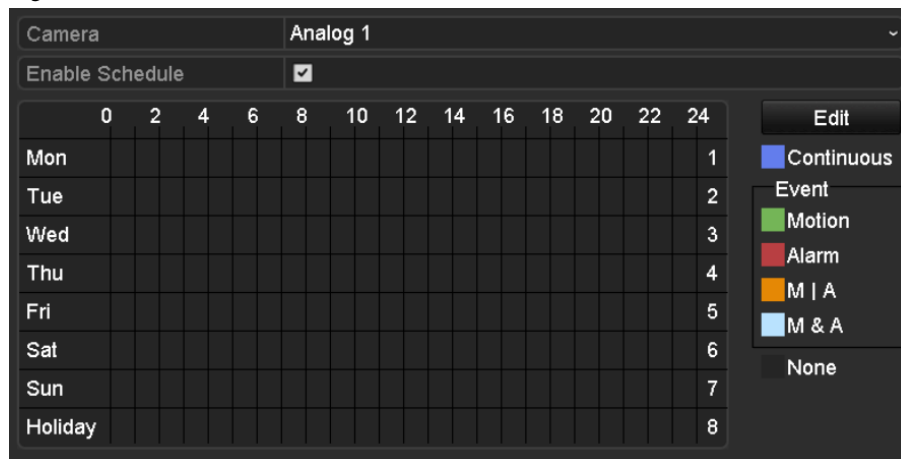 Camera Analog 1
Enable Schedule
0 2 4 6 8 10 12 14 16 18 20 22 24
Mon 1
Tue 2
Wed 3
Thu 4
Fri 5
Sat 6
Sun 7
Holiday 8
Edit
Continuous
Event
Motion
Alarm
M | A
M & A
None